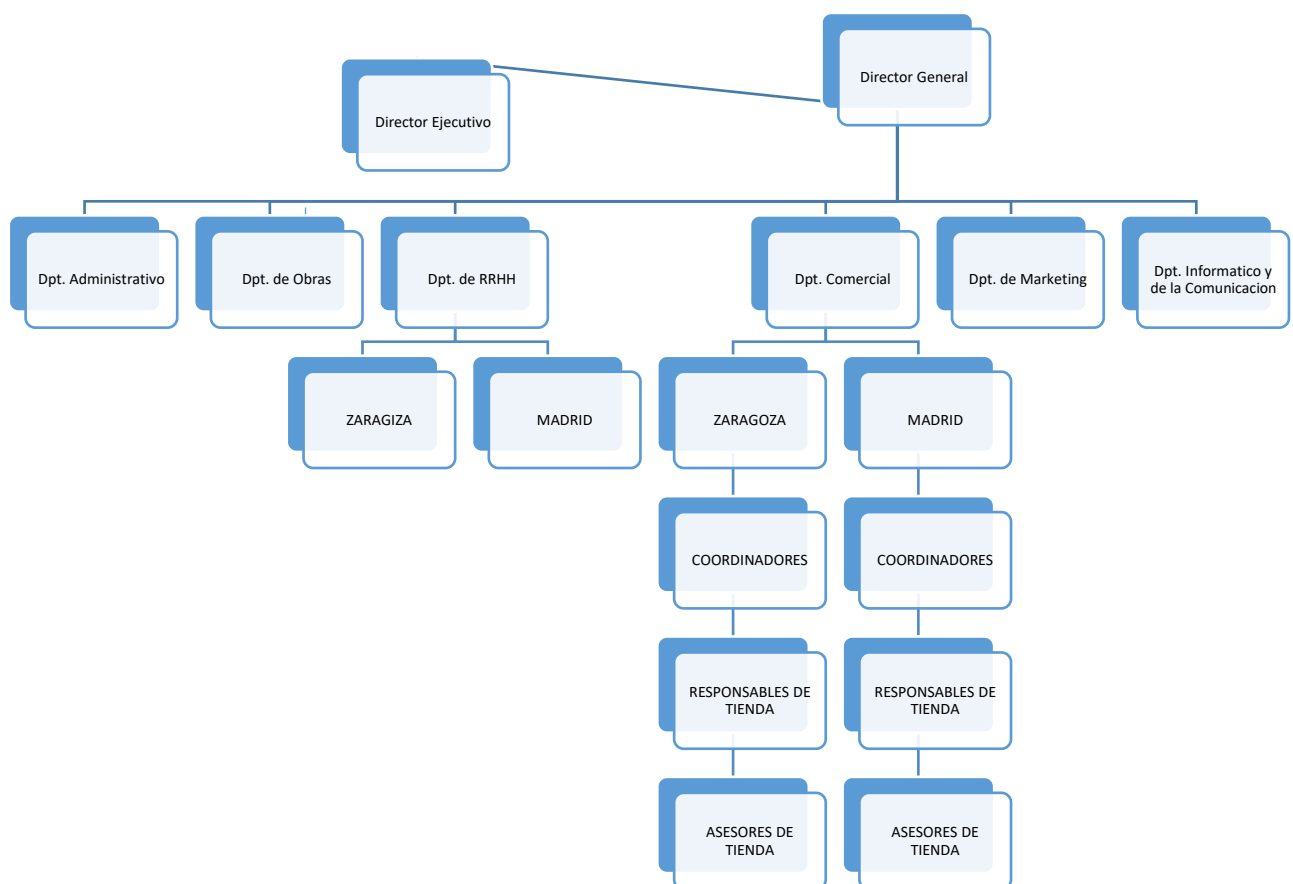 Director General
Director Ejecutivo
Dpt. Administrativo
Dpt. de Obras
Dpt. de RRHH
Dpt. Comercial
Dpt. de Marketing
Dpt. Informatico y
de la Comunicacion
ZARAGIZA
MADRID
ZARAGOZA
MADRID
COORDINADORES
COORDINADORES
RESPONSABLES DE
TIENDA
RESPONSABLES DE
TIENDA
ASESORES DE
TIENDA
ASESORES DE
TIENDA